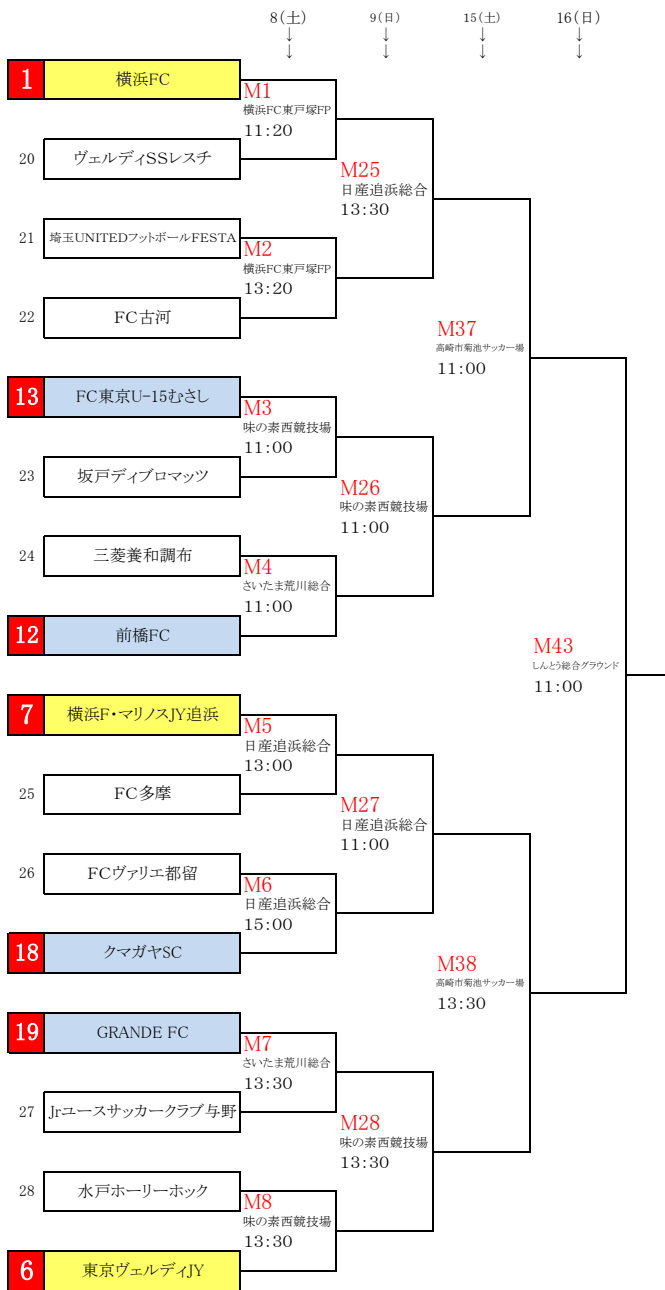 8(土)
9(日)
15(土)
16(日)
↓
↓
↓
↓
↓
↓
↓
↓
1
横浜FC
M1
横浜FC東戸塚FP
11:20
20
ヴェルディSSレスチ
M25
日産追浜総合
13:30
21
埼玉UNITEDフットボールFESTA
M2
横浜FC東戸塚FP
13:20
22
FC古河
M37
高崎市菊池サッカー場
11:00
13
FC東京U-15むさし
M3
味の素西競技場
11:00
23
坂戸ディプロマッツ
M26
味の素西競技場
11:00
24
三菱養和調布
M4
さいたま荒川総合
11:00
12
前橋FC
M43
しんとう総合グラウンド
11:00
7
横浜F・マリノスJY追浜
M5
日産追浜総合
13:00
25
FC多摩
M27
日産追浜総合
11:00
26
FCヴァリエ都留
M6
日産追浜総合
15:00
18
クマガヤSC
M38
高崎市菊池サッカー場
13:30
19
GRANDE FC
M7
さいたま荒川総合
13:30
27
Jrユースサッカークラブ与野
M28
味の素西競技場
13:30
28
水戸ホーリーホック
M8
味の素西競技場
13:30
6
東京ヴェルディJY